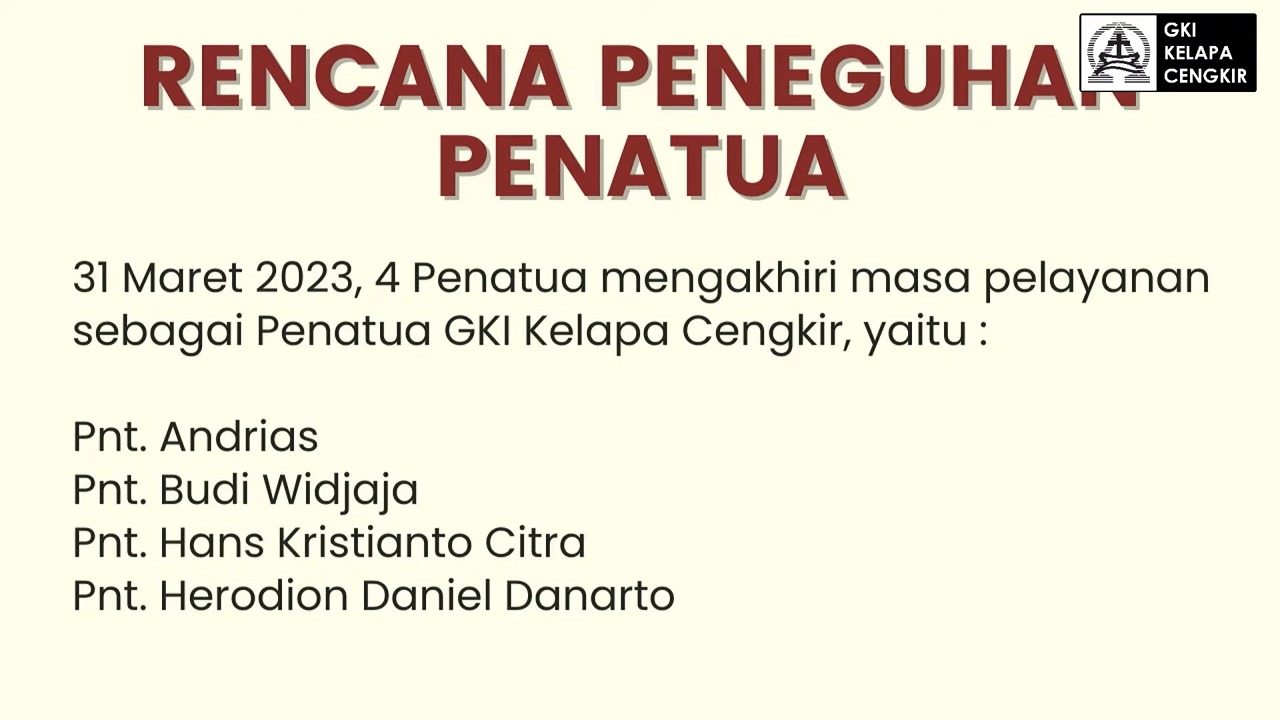 RENCANA PENEGUHAN
PENATUA
GKI
KELAPA
CENGKIR
31 Maret 2023, 4 Penatua mengakhiri masa pelayanan
sebagai Penatua GKI Kelapa Cengkir, yaitu :
Pnt. Andrias
Pnt. Budi Widjaja
Pnt. Hans Kristianto Citra
Pnt. Herodion Daniel Danarto